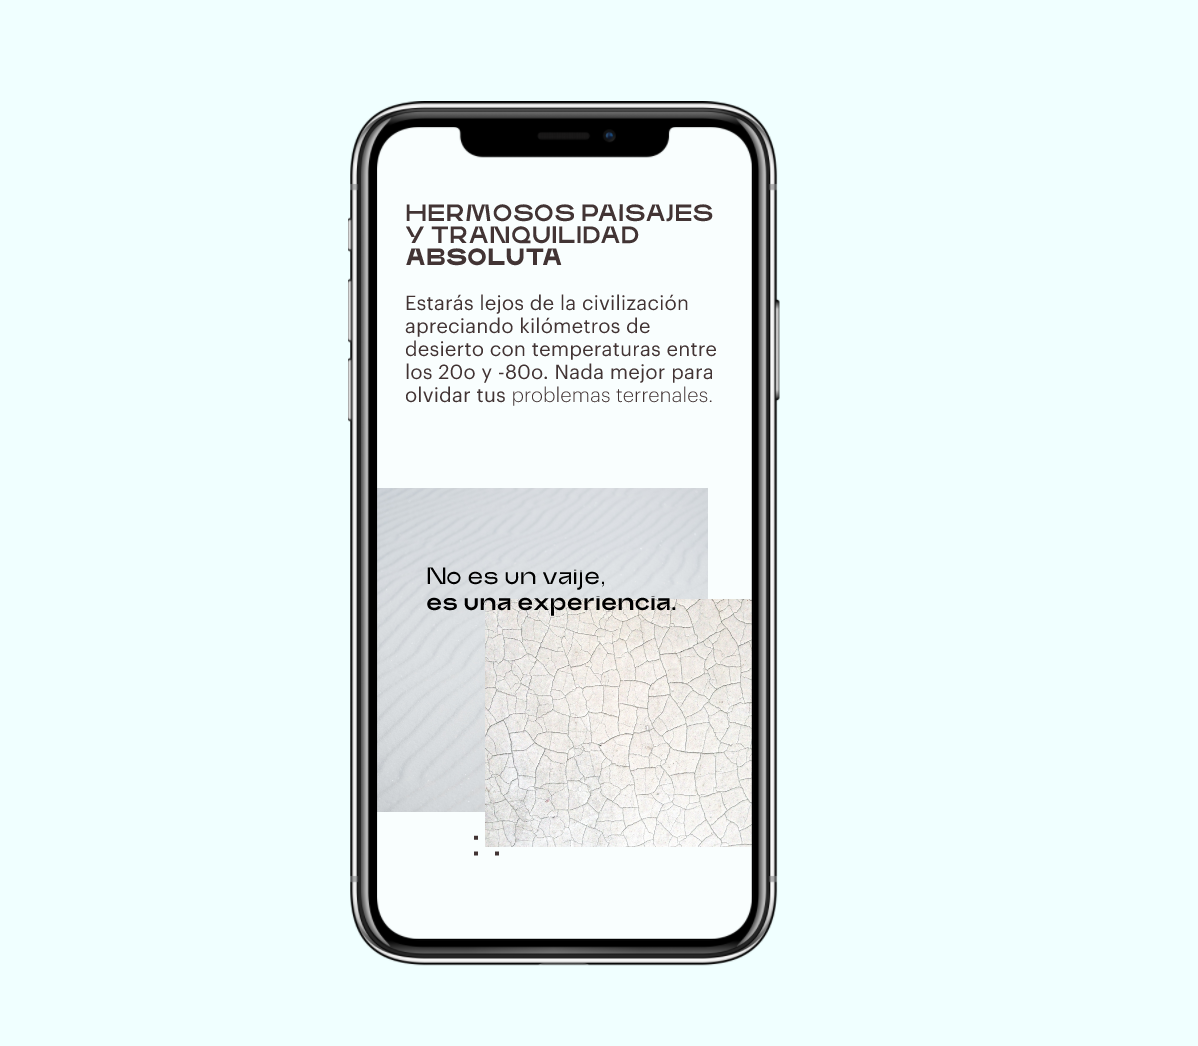 HERMOSOS PAISAJES
Y TRANQUILIDAD
ABSOLUTA
Estarás lejos de la civilización
apreciando kilómetros de
desierto con temperaturas entre
los 20o y -80o. Nada mejor para
olvidar tus problemas terrenales.
No es un vaije,
es una experiencia.